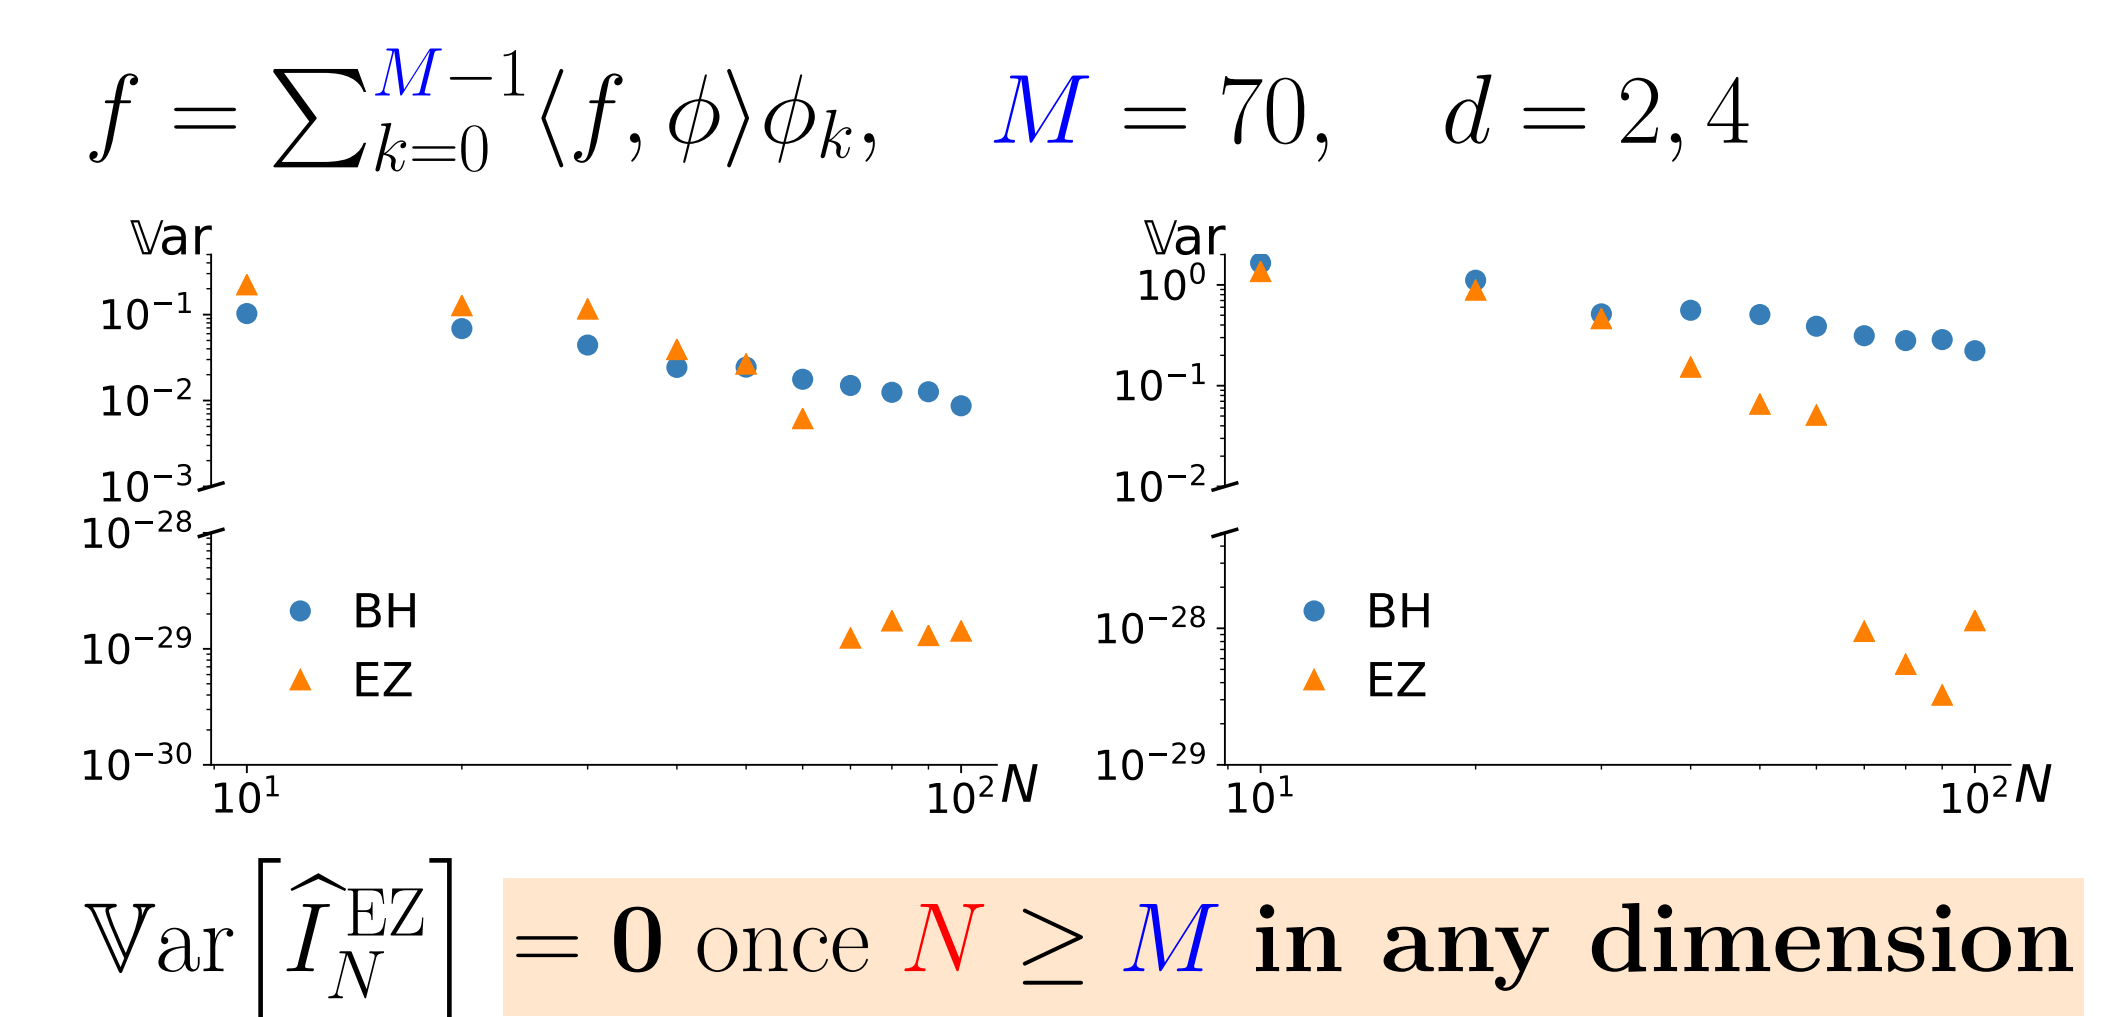 f = ∑_{k=0}^{M−1} ⟨f, ϕ⟩ϕ_k, M = 70, d = 2, 4
𝕍ar
10^{−1}
10^{−2}
10^{−3}
10^{−28}
10^{−29}
10^{−30}
BH
EZ
10^1 10^2 N
𝕍ar
10^0
10^{−1}
10^{−2}
10^{−28}
10^{−29}
BH
EZ
10^1 10^2 N
𝕍ar[Î_N^{EZ}] = 0 once N ≥ M in any dimension